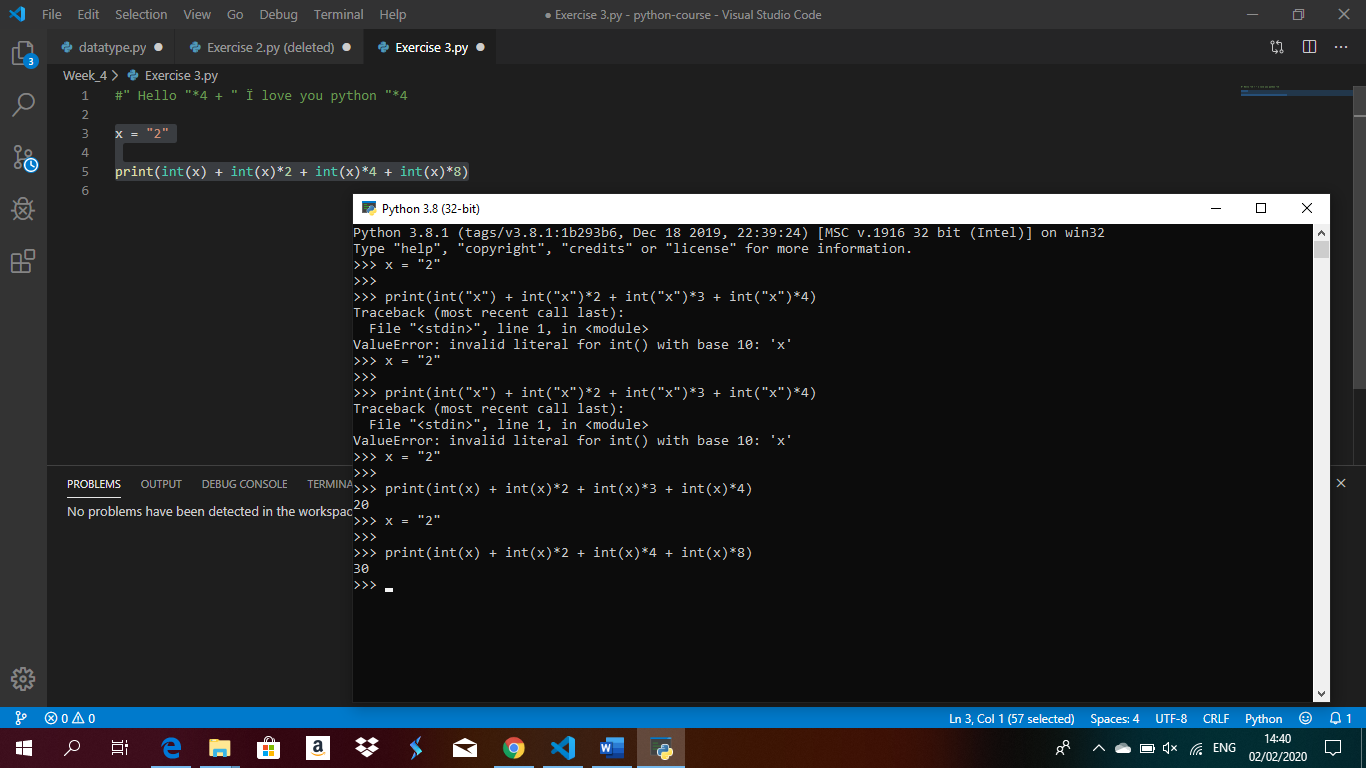 File Edit Selection View Go Debug Terminal Help ● Exercise 3.py - python-course - Visual Studio Code
datatype.py ● Exercise 2.py (deleted) ● Exercise 3.py ●
3
Week_4 > Exercise 3.py
1 #" Hello "*4 + " Ï love you python "*4
2
3 x = "2"
4
5 print(int(x) + int(x)*2 + int(x)*4 + int(x)*8)
6
Python 3.8 (32-bit)
Python 3.8.1 (tags/v3.8.1:1b293b6, Dec 18 2019, 22:39:24) [MSC v.1916 32 bit (Intel)] on win32
Type "help", "copyright", "credits" or "license" for more information.
>>> x = "2"
>>>
>>> print(int("x") + int("x")*2 + int("x")*3 + int("x")*4)
Traceback (most recent call last):
  File "<stdin>", line 1, in <module>
ValueError: invalid literal for int() with base 10: 'x'
>>> x = "2"
>>>
>>> print(int("x") + int("x")*2 + int("x")*3 + int("x")*4)
Traceback (most recent call last):
  File "<stdin>", line 1, in <module>
ValueError: invalid literal for int() with base 10: 'x'
>>> x = "2"
>>>
>>> print(int(x) + int(x)*2 + int(x)*3 + int(x)*4)
20
>>> x = "2"
>>>
>>> print(int(x) + int(x)*2 + int(x)*4 + int(x)*8)
30
>>>
PROBLEMS OUTPUT DEBUG CONSOLE TERMINA
No problems have been detected in the workspac
0 0 Ln 3, Col 1 (57 selected) Spaces: 4 UTF-8 CRLF Python 1
ENG 14:40
02/02/2020